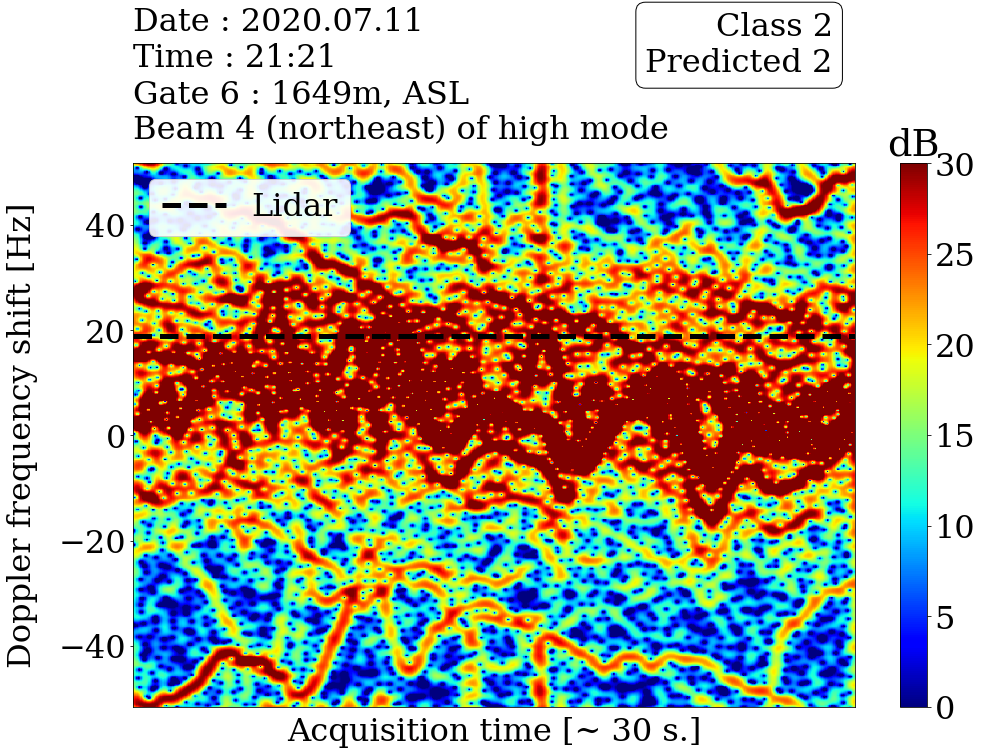 Date : 2020.07.11
Time : 21:21
Gate 6 : 1649m, ASL
Beam 4 (northeast) of high mode
Class 2
Predicted 2
dB
30
25
20
15
10
5
0
Lidar
Doppler frequency shift [Hz]
40
20
0
−20
−40
Acquisition time [~ 30 s.]